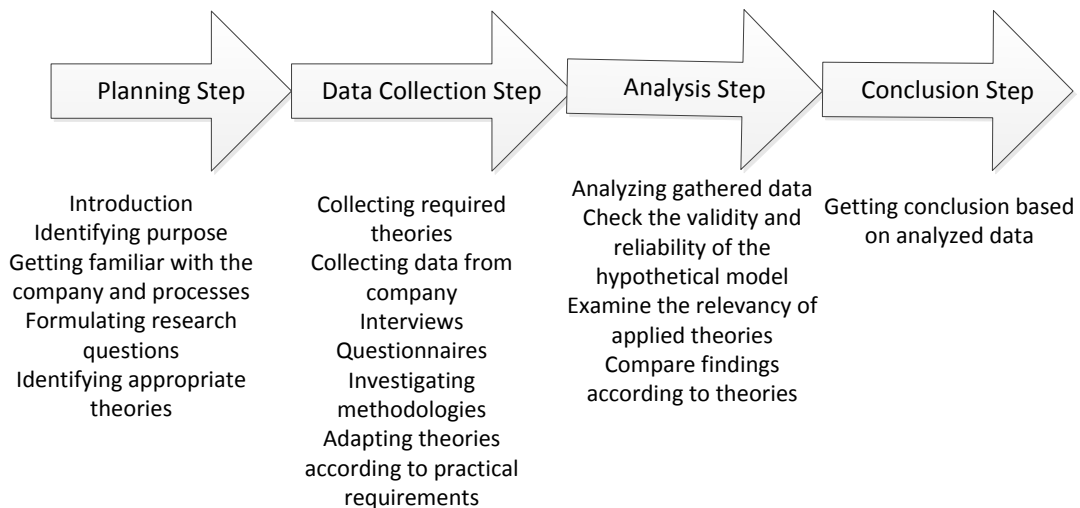 Planning Step
Data Collection Step
Analysis Step
Conclusion Step
Introduction
Identifying purpose
Getting familiar with the
company and processes
Formulating research
questions
Identifying appropriate
theories
Collecting required
theories
Collecting data from
company
Interviews
Questionnaires
Investigating
methodologies
Adapting theories
according to practical
requirements
Analyzing gathered data
Check the validity and
reliability of the
hypothetical model
Examine the relevancy of
applied theories
Compare findings
according to theories
Getting conclusion based
on analyzed data